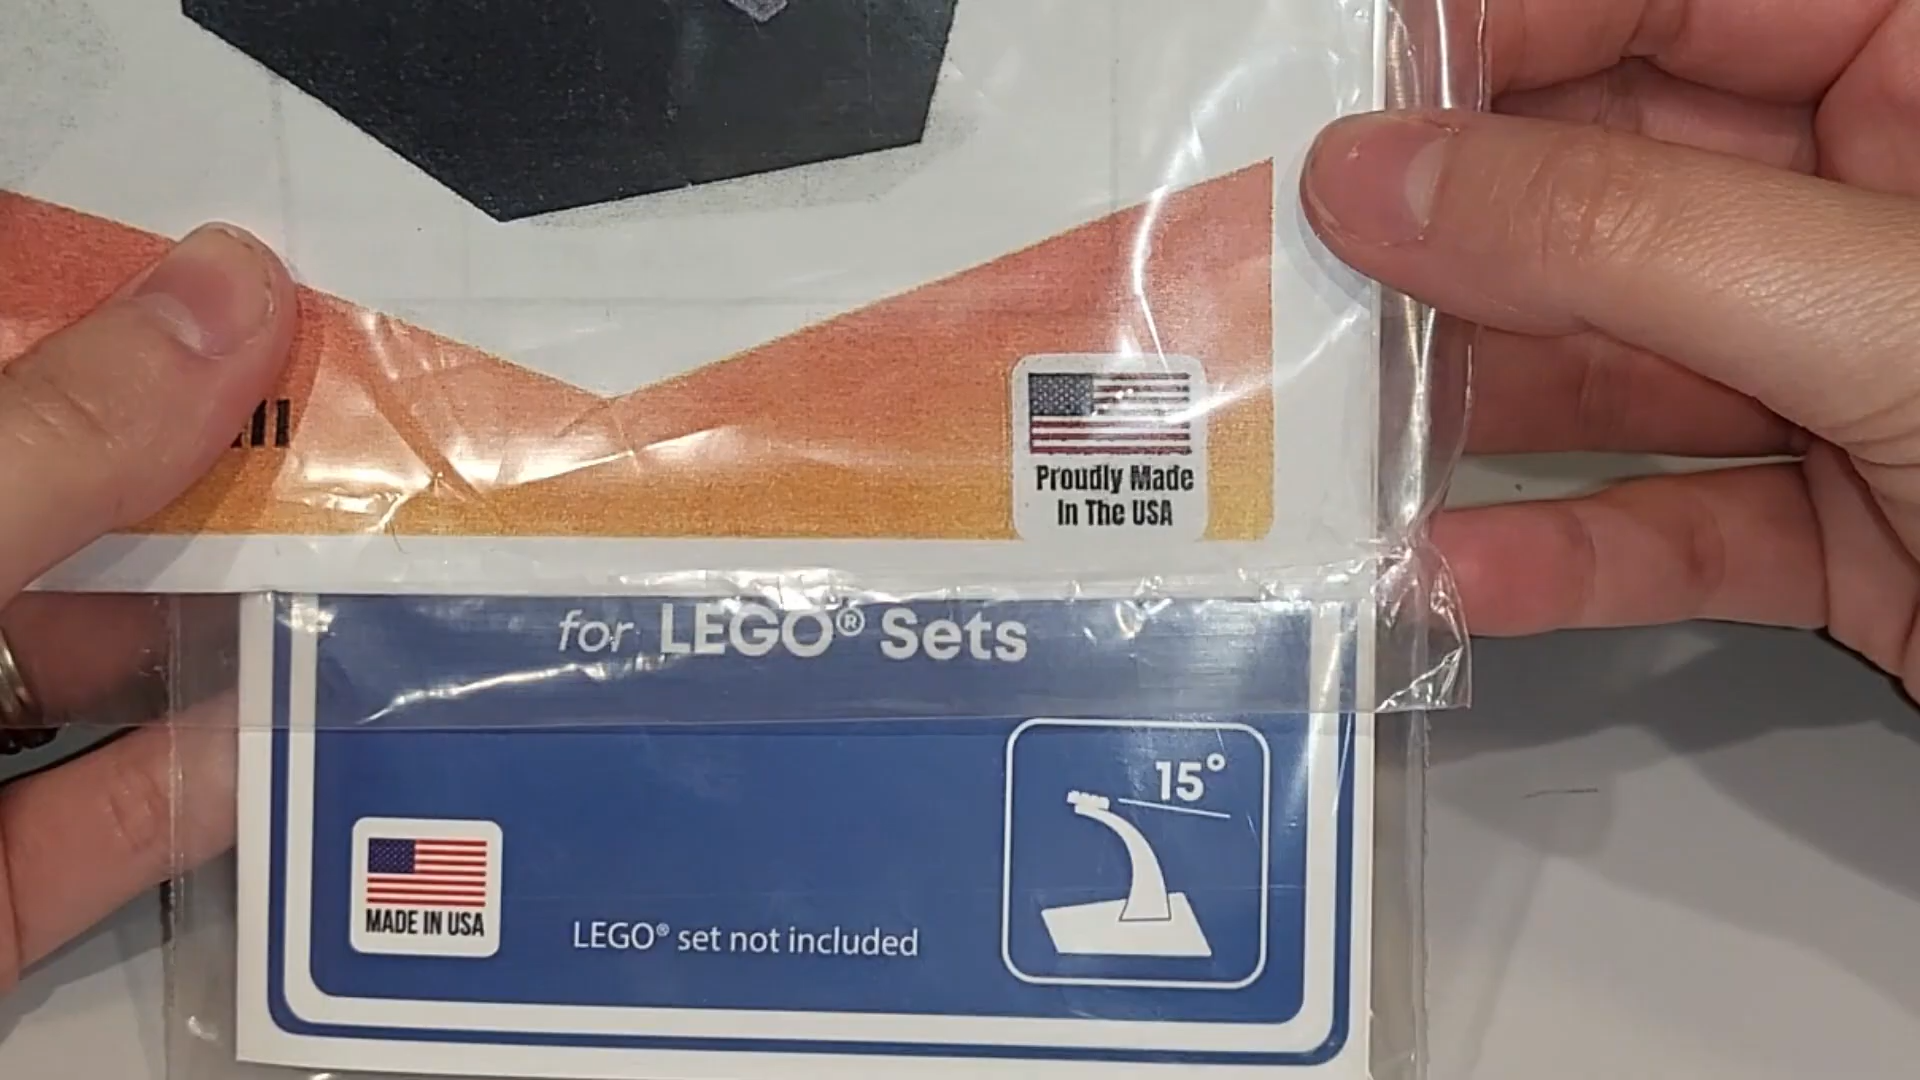 Proudly Made
In The USA
for LEGO® Sets
15°
MADE IN USA
LEGO® set not included